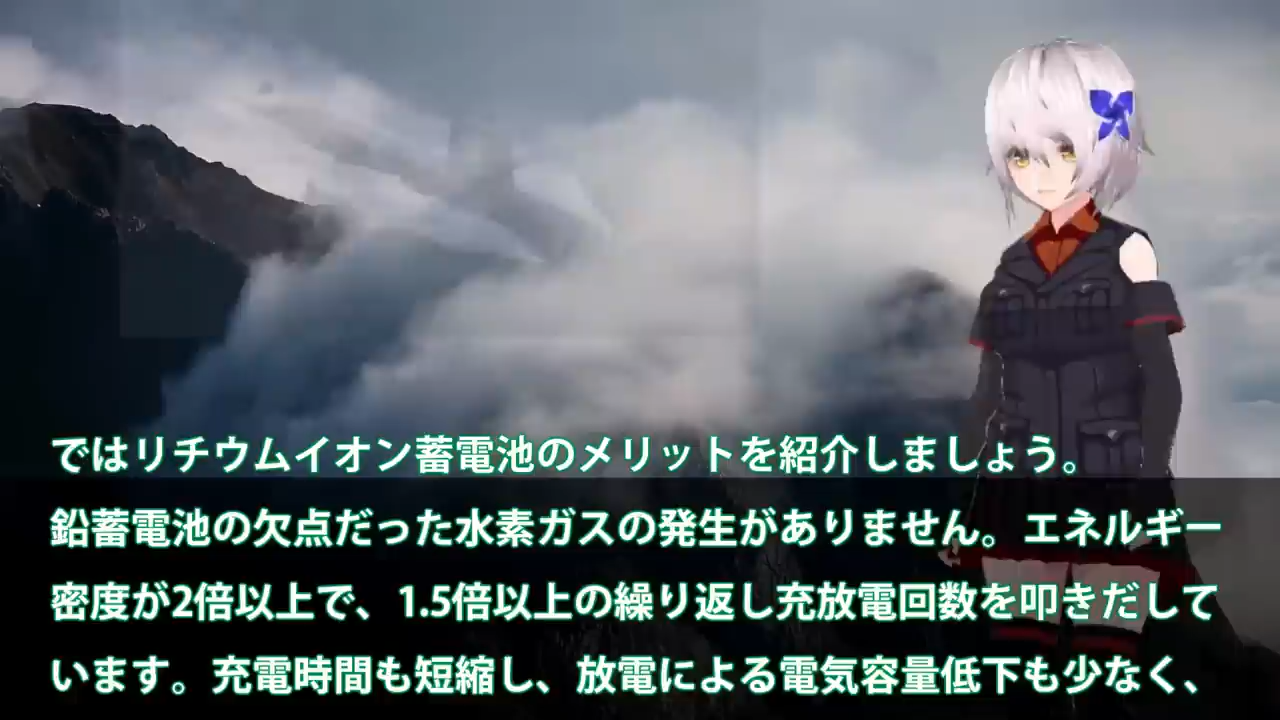 ではリチウムイオン蓄電池のメリットを紹介しましょう。
鉛蓄電池の欠点だった水素ガスの発生がありません。エネルギー
密度が2倍以上で、1.5倍以上の繰り返し充放電回数を叩きだして
います。充電時間も短縮し、放電による電気容量低下も少なく、